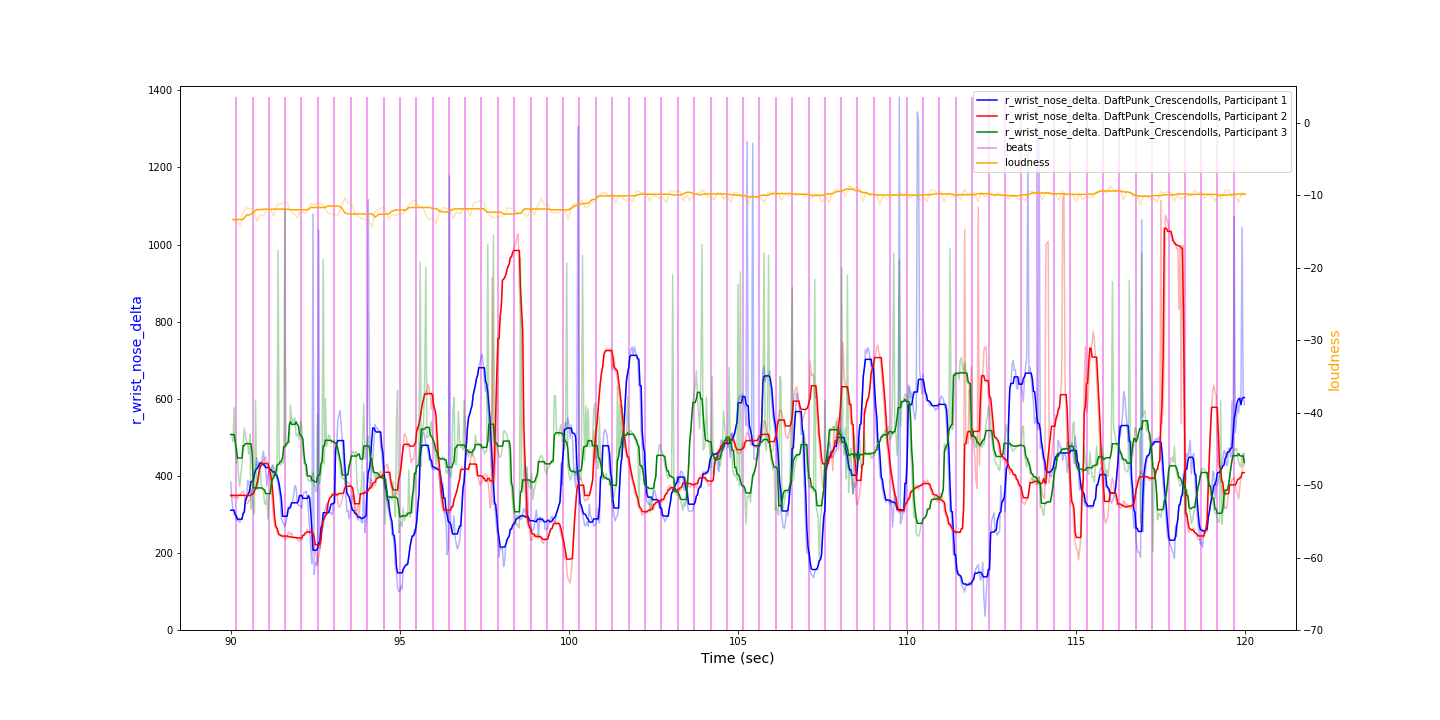 1400
1200
1000
800
600
400
200
0
r_wrist_nose_delta
r_wrist_nose_delta. DaftPunk_Crescendolls, Participant 1
r_wrist_nose_delta. DaftPunk_Crescendolls, Participant 2
r_wrist_nose_delta. DaftPunk_Crescendolls, Participant 3
beats
loudness
0
−10
−20
−30
−40
−50
−60
−70
loudness
90
95
100
105
110
115
120
Time (sec)